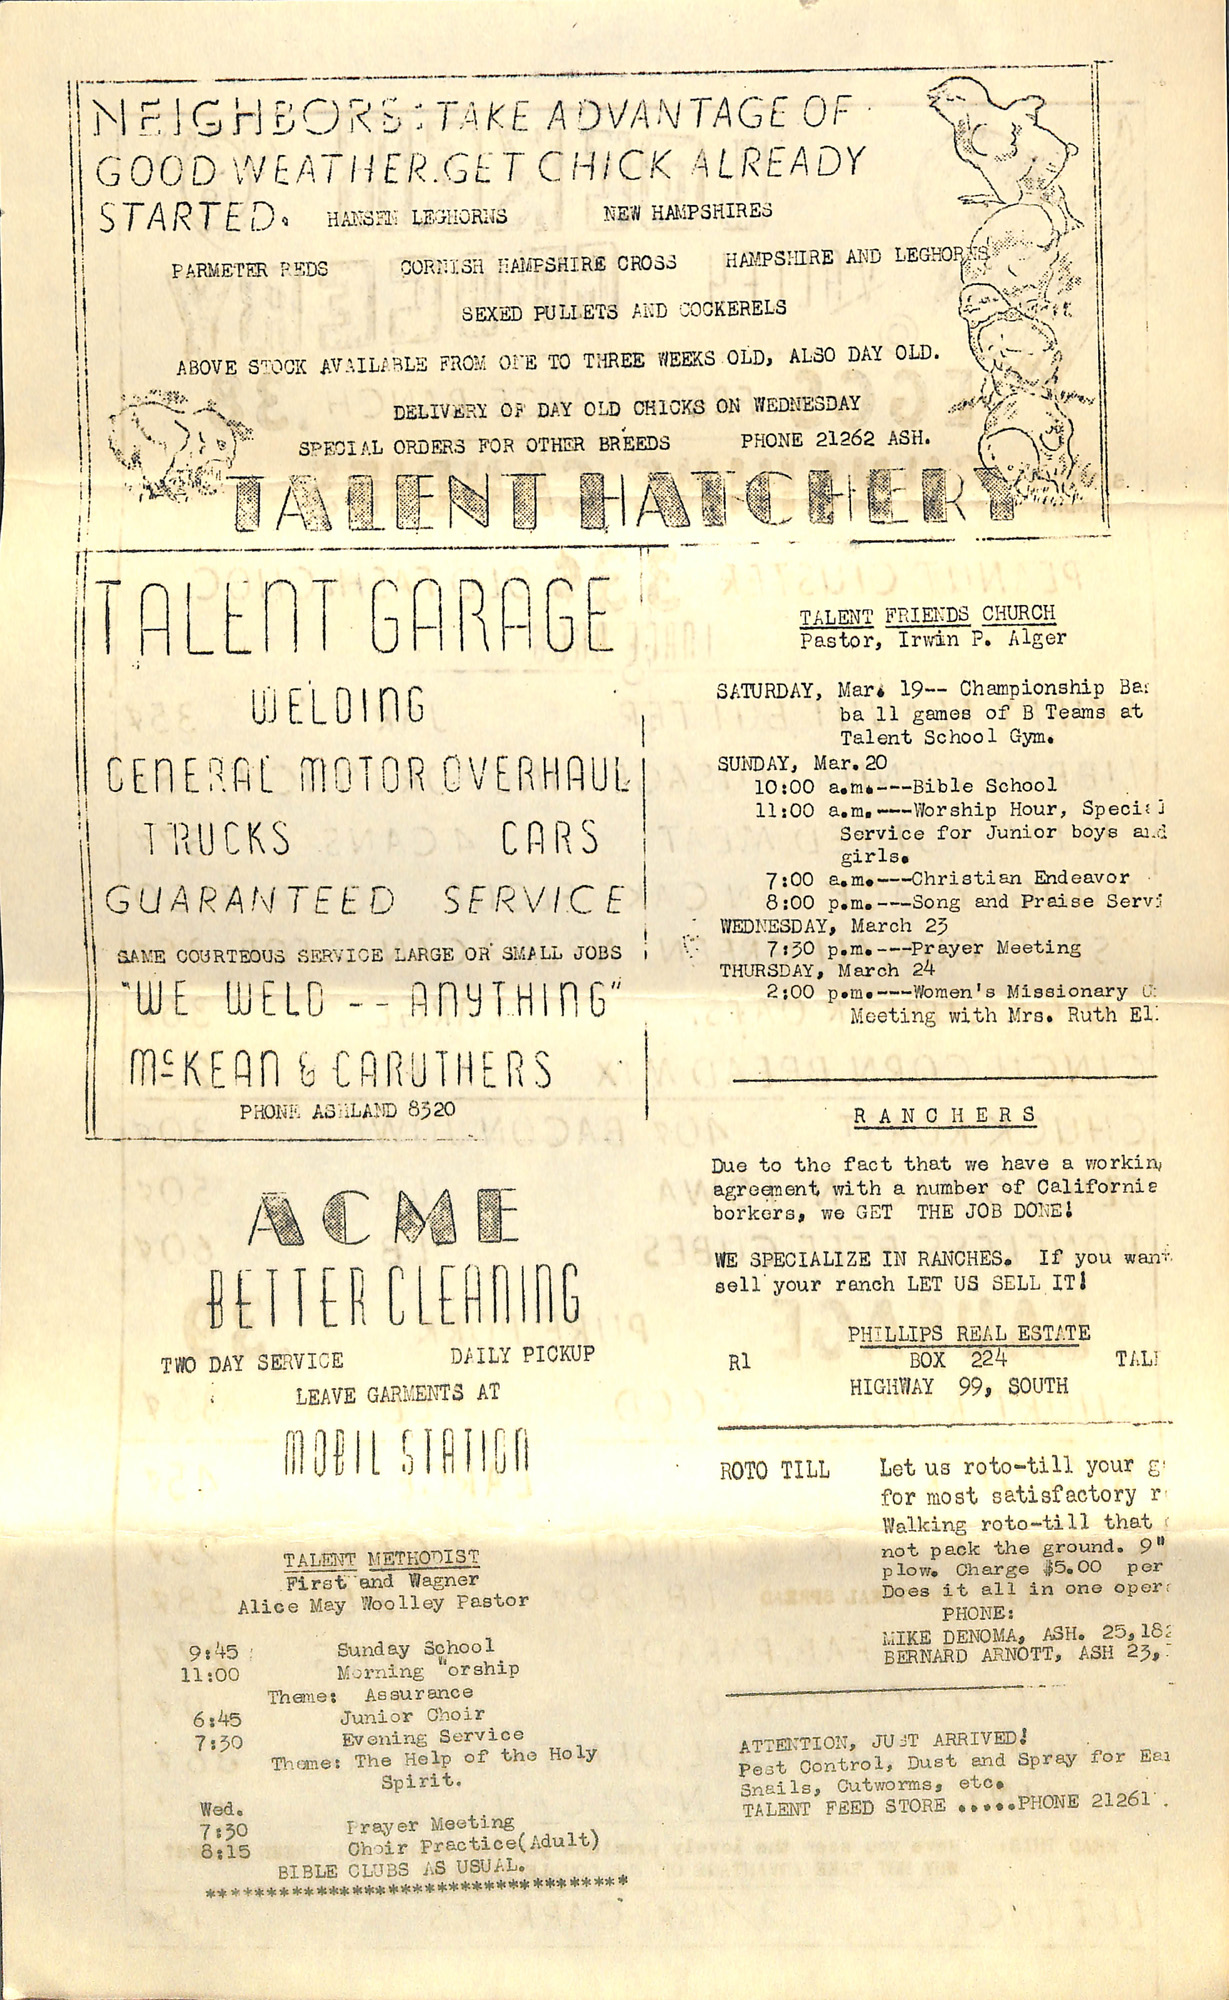 NEIGHBORS: TAKE ADVANTAGE OF
GOOD WEATHER. GET CHICK ALREADY
STARTED.
HANSEN LEGHORNS NEW HAMPSHIRES
PARMETER REDS CORNISH HAMPSHIRE CROSS HAMPSHIRE AND LEGHORNS
SEXED PULLETS AND COCKERELS
ABOVE STOCK AVAILABLE FROM ONE TO THREE WEEKS OLD, ALSO DAY OLD.
DELIVERY OF DAY OLD CHICKS ON WEDNESDAY
SPECIAL ORDERS FOR OTHER BREEDS PHONE 21262 ASH.
TALENT HATCHERY
TALENT GARAGE
WELDING
GENERAL MOTOR OVERHAUL
TRUCKS CARS
GUARANTEED SERVICE
SAME COURTEOUS SERVICE LARGE OR SMALL JOBS
"WE WELD -- ANYTHING"
McKEAN & CARUTHERS
PHONE ASHLAND 8320
ACME
BETTER CLEANING
TWO DAY SERVICE DAILY PICKUP
LEAVE GARMENTS AT
MOBIL STATION
TALENT METHODIST
First and Wagner
Alice May Woolley Pastor
9:45 Sunday School
11:00 Morning "orship
Theme: Assurance
6:45 Junior Choir
7:30 Evening Service
Theme: The Help of the Holy
Spirit.
Wed.
7:30 Prayer Meeting
8:15 Choir Practice(Adult)
BIBLE CLUBS AS USUAL.
***********************************
TALENT FRIENDS CHURCH
Pastor, Irwin P. Alger
SATURDAY, Mar. 19-- Championship Ba
ba ll games of B Teams at
Talent School Gym.
SUNDAY, Mar. 20
10:00 a.m.---Bible School
11:00 a.m.---Worship Hour, Special
Service for Junior boys and
girls.
7:00 a.m.---Christian Endeavor
8:00 p.m.---Song and Praise Servi
WEDNESDAY, March 23
7:30 p.m.---Prayer Meeting
THURSDAY, March 24
2:00 p.m.---Women's Missionary
Meeting with Mrs. Ruth El
RANCHERS
Due to the fact that we have a workin
agreement with a number of California
borkers, we GET THE JOB DONE!
WE SPECIALIZE IN RANCHES. If you want
sell your ranch LET US SELL IT!
PHILLIPS REAL ESTATE
R1 BOX 224 TAL
HIGHWAY 99, SOUTH
ROTO TILL Let us roto-till your g
for most satisfactory r
Walking roto-till that
not pack the ground. 9"
plow. Charge $5.00 per
Does it all in one oper
PHONE:
MIKE DENOMA, ASH. 25,18
BERNARD ARNOTT, ASH 23,
ATTENTION, JUST ARRIVED!
Pest Control, Dust and Spray for Ea
Snails, Cutworms, etc.
TALENT FEED STORE .....PHONE 21261